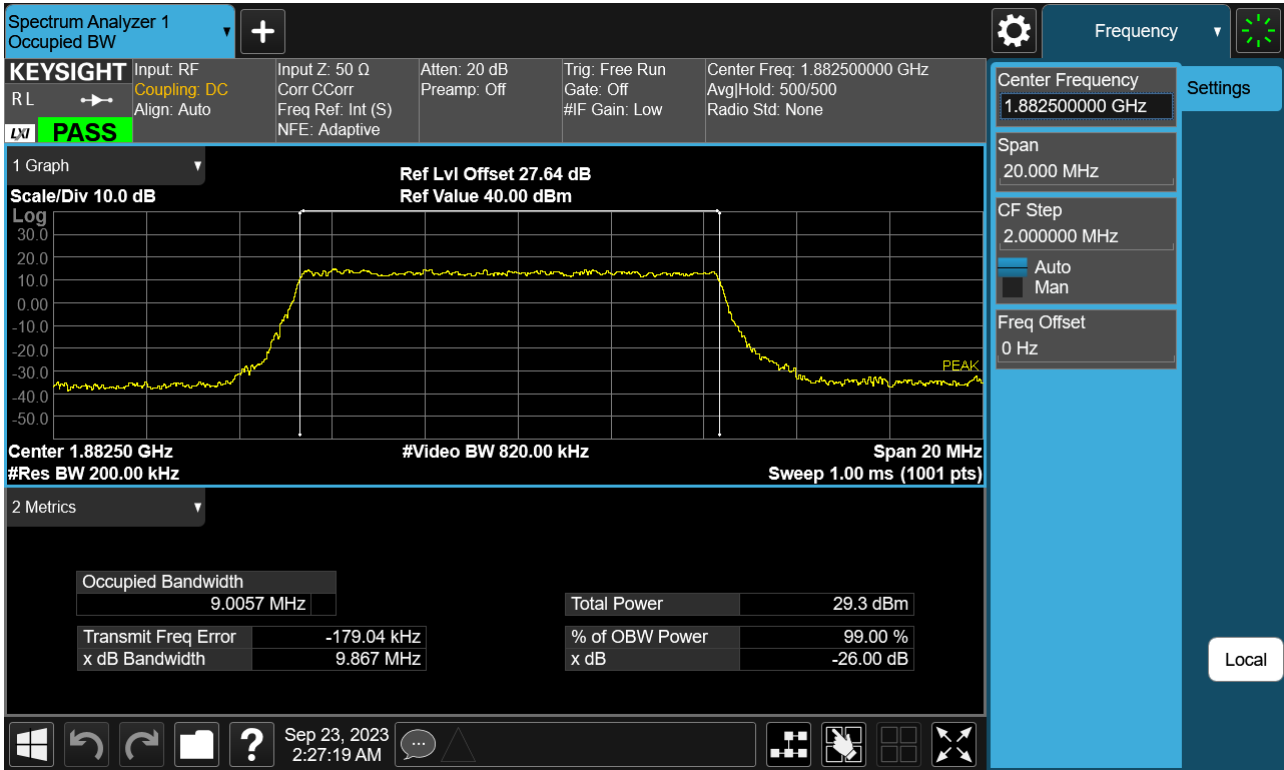 Spectrum Analyzer 1
Occupied BW
Frequency
KEYSIGHT
R L
LXI PASS
Input: RF
Coupling: DC
Align: Auto
Input Z: 50 Ω
Corr CCorr
Freq Ref: Int (S)
NFE: Adaptive
Atten: 20 dB
Preamp: Off
Trig: Free Run
Gate: Off
#IF Gain: Low
Center Freq: 1.882500000 GHz
Avg|Hold: 500/500
Radio Std: None
Center Frequency
1.882500000 GHz
Settings
Span
20.000 MHz
CF Step
2.000000 MHz
Auto
Man
Freq Offset
0 Hz
Local
1 Graph
Scale/Div 10.0 dB
Ref Lvl Offset 27.64 dB
Ref Value 40.00 dBm
Log
30.0
20.0
10.0
0.00
-10.0
-20.0
-30.0
-40.0
-50.0
PEAK
Center 1.88250 GHz
#Video BW 820.00 kHz
Span 20 MHz
#Res BW 200.00 kHz
Sweep 1.00 ms (1001 pts)
2 Metrics
Occupied Bandwidth
9.0057 MHz
Total Power 29.3 dBm
Transmit Freq Error -179.04 kHz
% of OBW Power 99.00 %
x dB Bandwidth 9.867 MHz
x dB -26.00 dB
?
Sep 23, 2023
2:27:19 AM